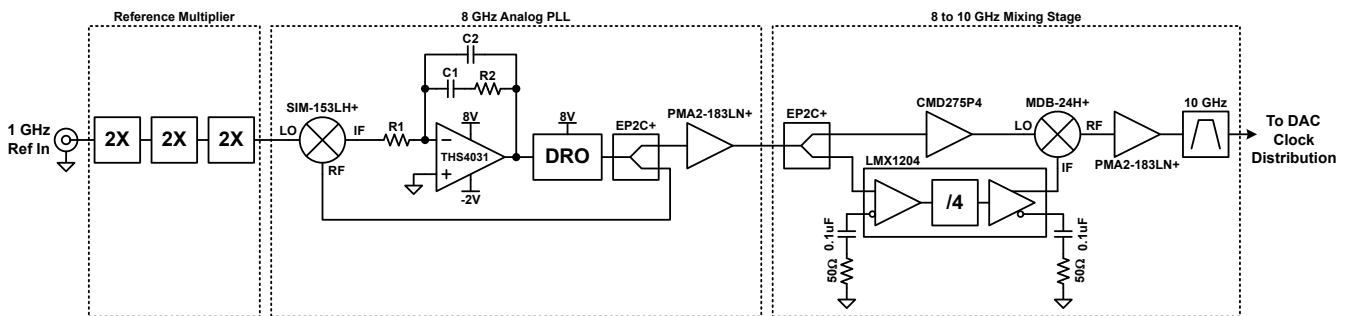 Reference Multiplier
8 GHz Analog PLL
8 to 10 GHz Mixing Stage
1 GHz
Ref In
2X
2X
2X
SIM-153LH+
LO
IF
RF
R1
C2
C1
R2
8V
THS4031
-2V
8V
DRO
EP2C+
PMA2-183LN+
EP2C+
CMD275P4
LMX1204
/4
0.1uF
50Ω
0.1uF
50Ω
MDB-24H+
LO
RF
IF
PMA2-183LN+
10 GHz
To DAC
Clock
Distribution